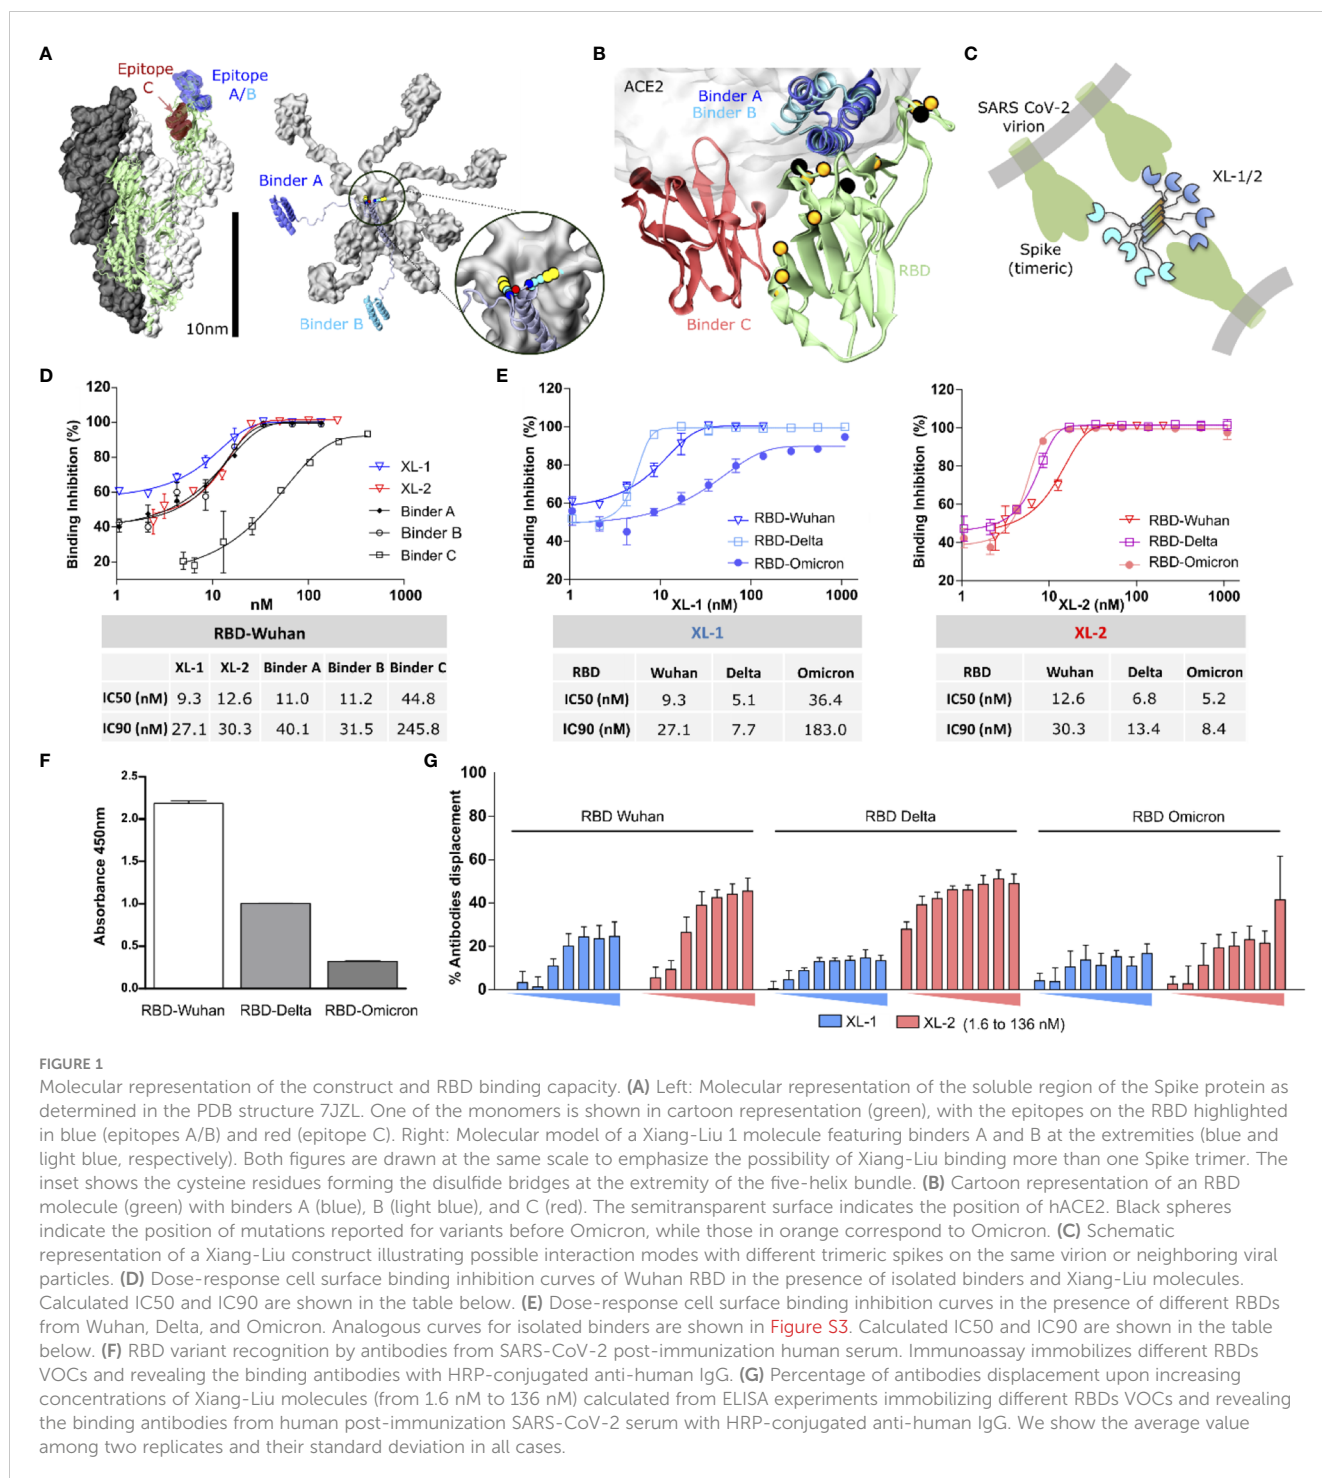 A
Epitope
C
Epitope
A/B
Binder A
Binder B
10nm
B
ACE2
Binder A
Binder B
Binder C
RBD
C
SARS CoV-2
virion
XL-1/2
Spike
(timeric)
D
Binding Inhibition (%)
120
100
80
60
40
20
1
10
100
1000
nM
XL-1
XL-2
Binder A
Binder B
Binder C
RBD-Wuhan
XL-1 XL-2 Binder A Binder B Binder C
IC50 (nM) 9.3 12.6 11.0 11.2 44.8
IC90 (nM) 27.1 30.3 40.1 31.5 245.8
E
Binding Inhibition (%)
120
100
80
60
40
20
1
10
100
1000
XL-1 (nM)
RBD-Wuhan
RBD-Delta
RBD-Omicron
XL-1
RBD Wuhan Delta Omicron
IC50 (nM) 9.3 5.1 36.4
IC90 (nM) 27.1 7.7 183.0
Binding Inhibition (%)
120
100
80
60
40
20
1
10
100
1000
XL-2 (nM)
RBD-Wuhan
RBD-Delta
RBD-Omicron
XL-2
RBD Wuhan Delta Omicron
IC50 (nM) 12.6 6.8 5.2
IC90 (nM) 30.3 13.4 8.4
F
Absorbance 450nm
2.5
2.0
1.5
1.0
0.5
0.0
RBD-Wuhan RBD-Delta RBD-Omicron
G
% Antibodies displacement
100
80
60
40
20
0
RBD Wuhan
RBD Delta
RBD Omicron
XL-1 XL-2 (1.6 to 136 nM)
FIGURE 1
Molecular representation of the construct and RBD binding capacity. (A) Left: Molecular representation of the soluble region of the Spike protein as
determined in the PDB structure 7JZL. One of the monomers is shown in cartoon representation (green), with the epitopes on the RBD highlighted
in blue (epitopes A/B) and red (epitope C). Right: Molecular model of a Xiang-Liu 1 molecule featuring binders A and B at the extremities (blue and
light blue, respectively). Both figures are drawn at the same scale to emphasize the possibility of Xiang-Liu binding more than one Spike trimer. The
inset shows the cysteine residues forming the disulfide bridges at the extremity of the five-helix bundle. (B) Cartoon representation of an RBD
molecule (green) with binders A (blue), B (light blue), and C (red). The semitransparent surface indicates the position of hACE2. Black spheres
indicate the position of mutations reported for variants before Omicron, while those in orange correspond to Omicron. (C) Schematic
representation of a Xiang-Liu construct illustrating possible interaction modes with different trimeric spikes on the same virion or neighboring viral
particles. (D) Dose-response cell surface binding inhibition curves of Wuhan RBD in the presence of isolated binders and Xiang-Liu molecules.
Calculated IC50 and IC90 are shown in the table below. (E) Dose-response cell surface binding inhibition curves in the presence of different RBDs
from Wuhan, Delta, and Omicron. Analogous curves for isolated binders are shown in Figure S3. Calculated IC50 and IC90 are shown in the table
below. (F) RBD variant recognition by antibodies from SARS-CoV-2 post-immunization human serum. Immunoassay immobilizes different RBDs
VOCs and revealing the binding antibodies with HRP-conjugated anti-human IgG. (G) Percentage of antibodies displacement upon increasing
concentrations of Xiang-Liu molecules (from 1.6 nM to 136 nM) calculated from ELISA experiments immobilizing different RBDs VOCs and revealing
the binding antibodies from human post-immunization SARS-CoV-2 serum with HRP-conjugated anti-human IgG. We show the average value
among two replicates and their standard deviation in all cases.